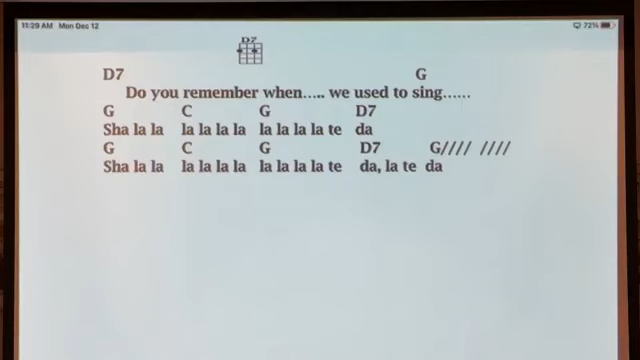 11:29 AM Mon Dec 12
72%
D7
D7 G
Do you remember when….. we used to sing……
G C G D7
Sha la la la la la la la la la la te da
G C G D7 G//// ////
Sha la la la la la la la la la la te da, la te da